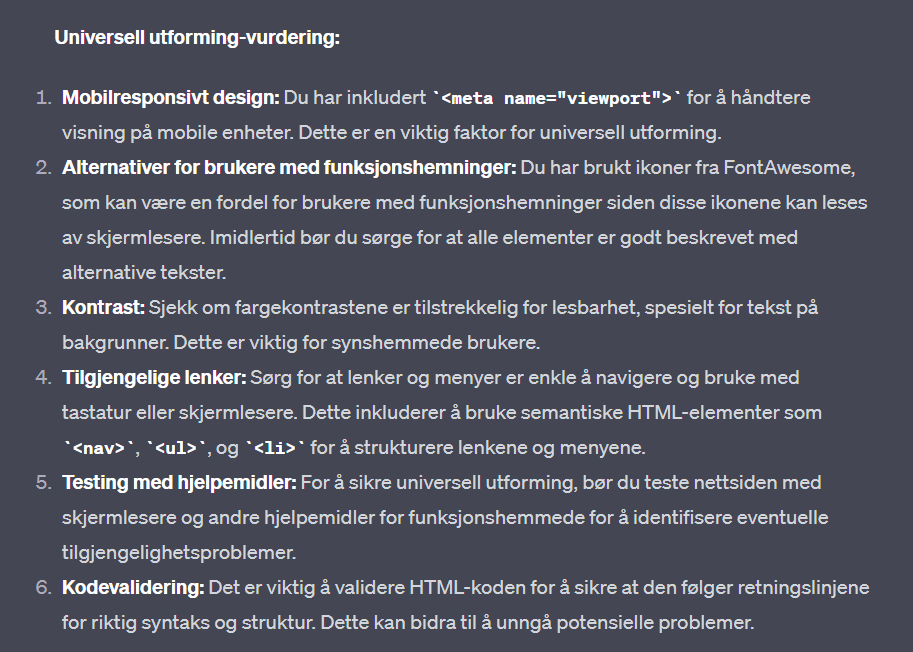 Universell utforming-vurdering:
1. Mobilresponsivt design: Du har inkludert `<meta name="viewport">` for å håndtere
visning på mobile enheter. Dette er en viktig faktor for universell utforming.
2. Alternativer for brukere med funksjonshemninger: Du har brukt ikoner fra FontAwesome,
som kan være en fordel for brukere med funksjonshemninger siden disse ikonene kan leses
av skjermlesere. Imidlertid bør du sørge for at alle elementer er godt beskrevet med
alternative tekster.
3. Kontrast: Sjekk om fargekontrastene er tilstrekkelig for lesbarhet, spesielt for tekst på
bakgrunner. Dette er viktig for synshemmede brukere.
4. Tilgjengelige lenker: Sørg for at lenker og menyer er enkle å navigere og bruke med
tastatur eller skjermlesere. Dette inkluderer å bruke semantiske HTML-elementer som
`<nav>`, `<ul>`, og `<li>` for å strukturere lenkene og menyene.
5. Testing med hjelpemidler: For å sikre universell utforming, bør du teste nettsiden med
skjermlesere og andre hjelpemidler for funksjonshemmede for å identifisere eventuelle
tilgjengelighetsproblemer.
6. Kodevalidering: Det er viktig å validere HTML-koden for å sikre at den følger retningslinjene
for riktig syntaks og struktur. Dette kan bidra til å unngå potensielle problemer.